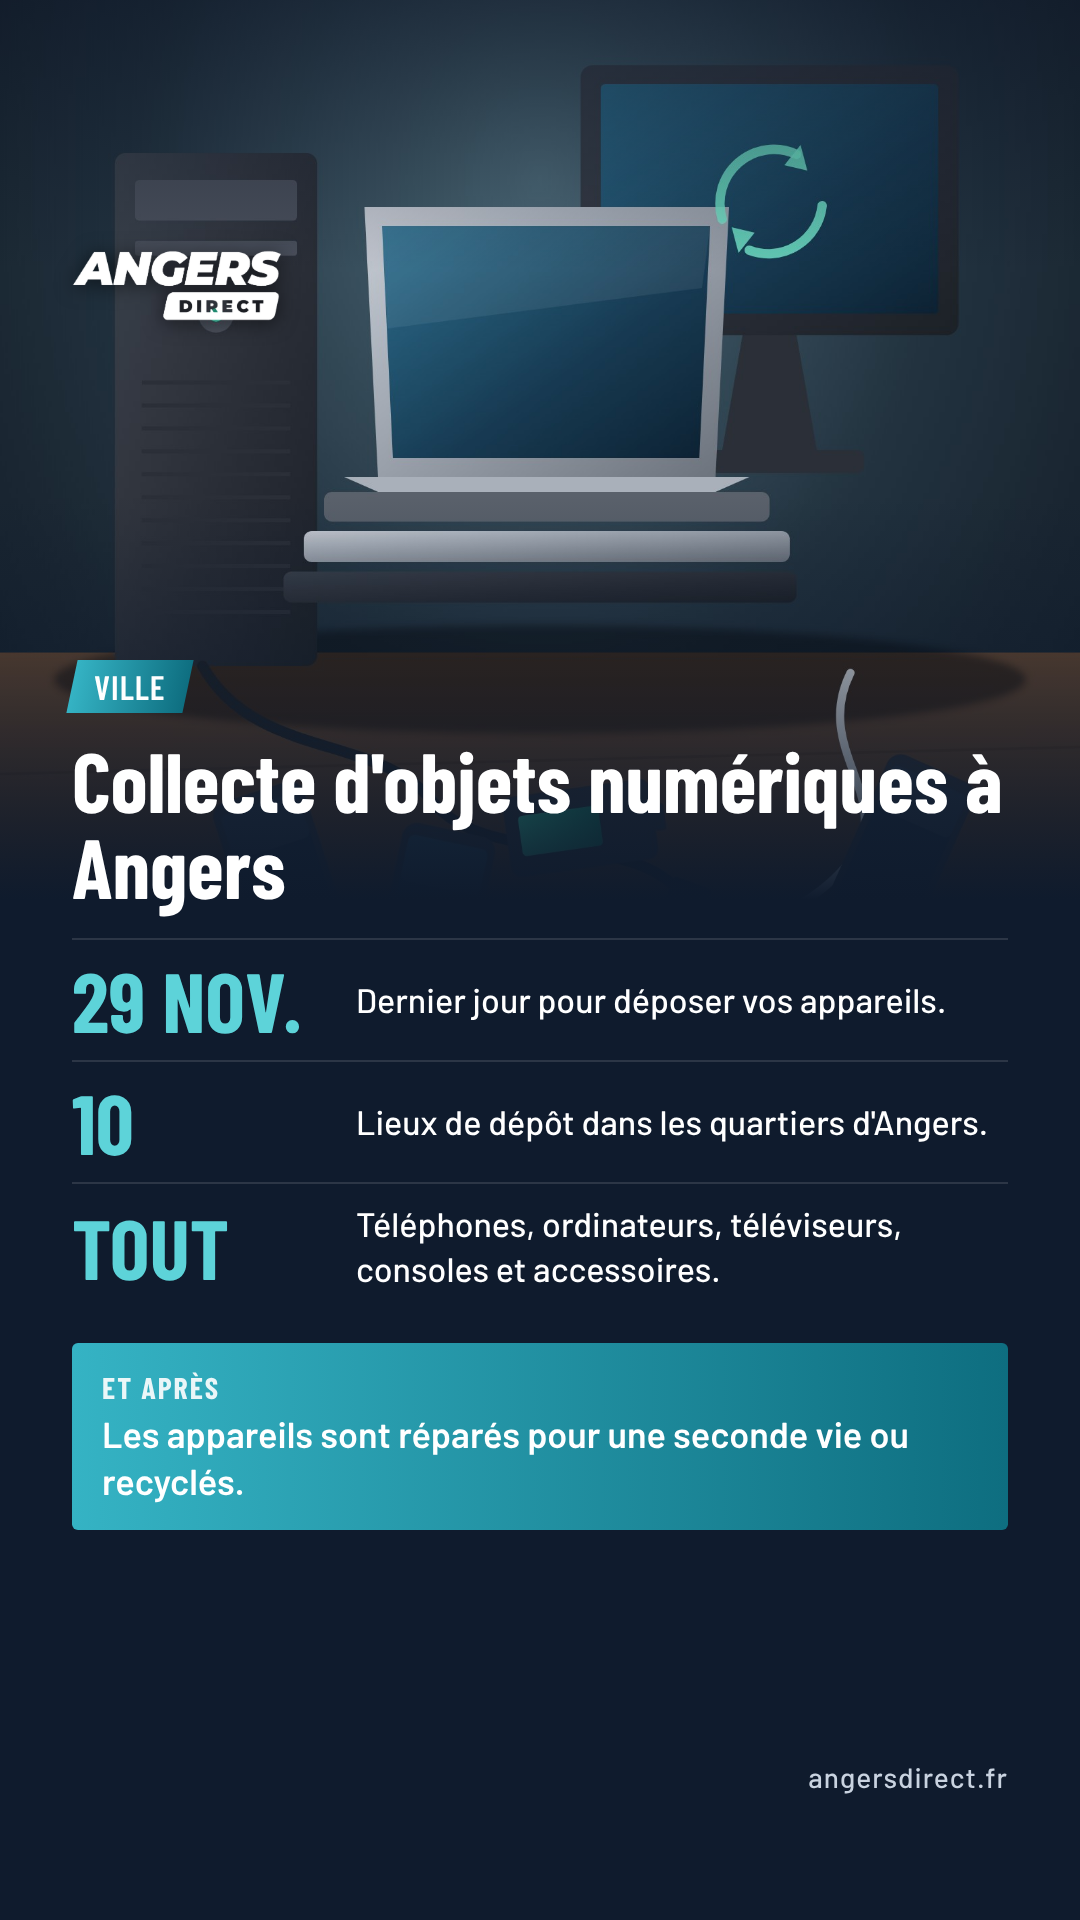 ANGERS
DIRECT
VILLE
Collecte d'objets numériques à
Angers
29 NOV.
Dernier jour pour déposer vos appareils.
10
Lieux de dépôt dans les quartiers d'Angers.
TOUT
Téléphones, ordinateurs, téléviseurs,
consoles et accessoires.
ET APRÈS
Les appareils sont réparés pour une seconde vie ou
recyclés.
angersdirect.fr